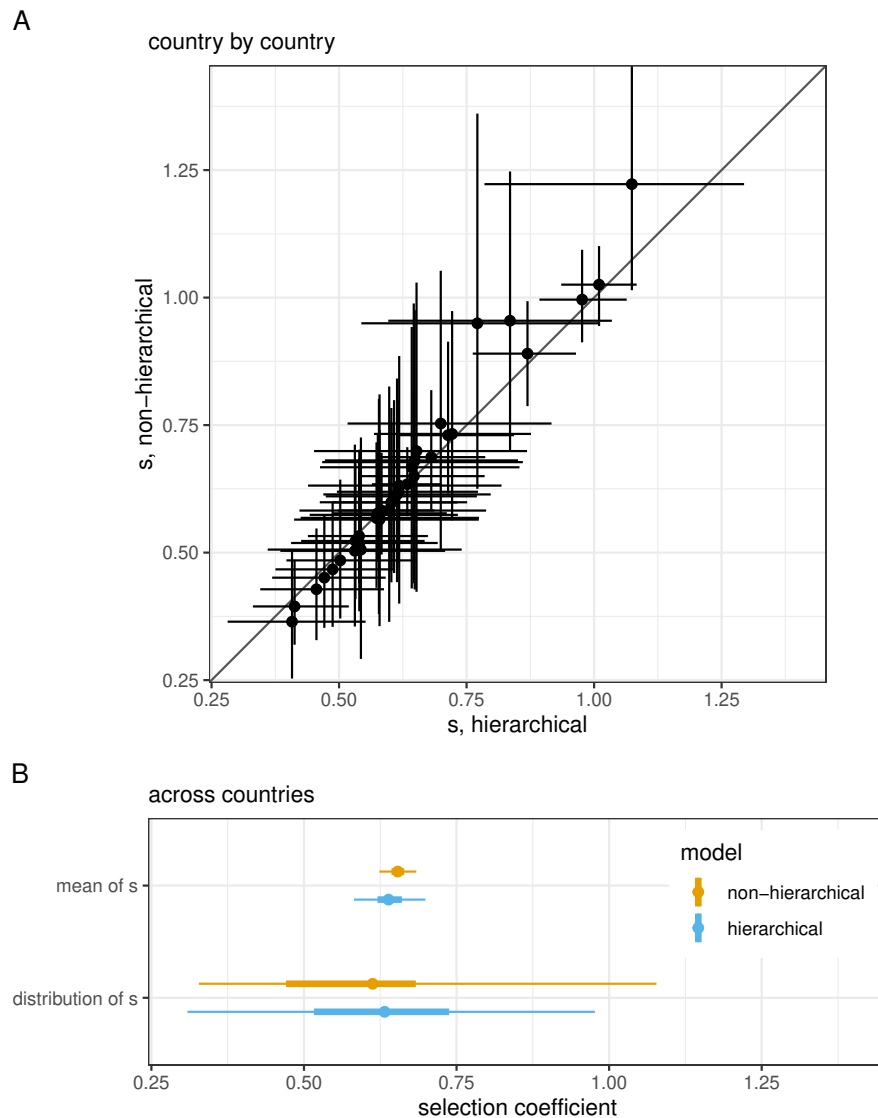 A
country by country
1.25
1.00
0.75
0.50
0.25
s, non−hierarchical
0.25 0.50 0.75 1.00 1.25
s, hierarchical
B
across countries
mean of s
distribution of s
model
non−hierarchical
hierarchical
0.25 0.50 0.75 1.00 1.25
selection coefficient